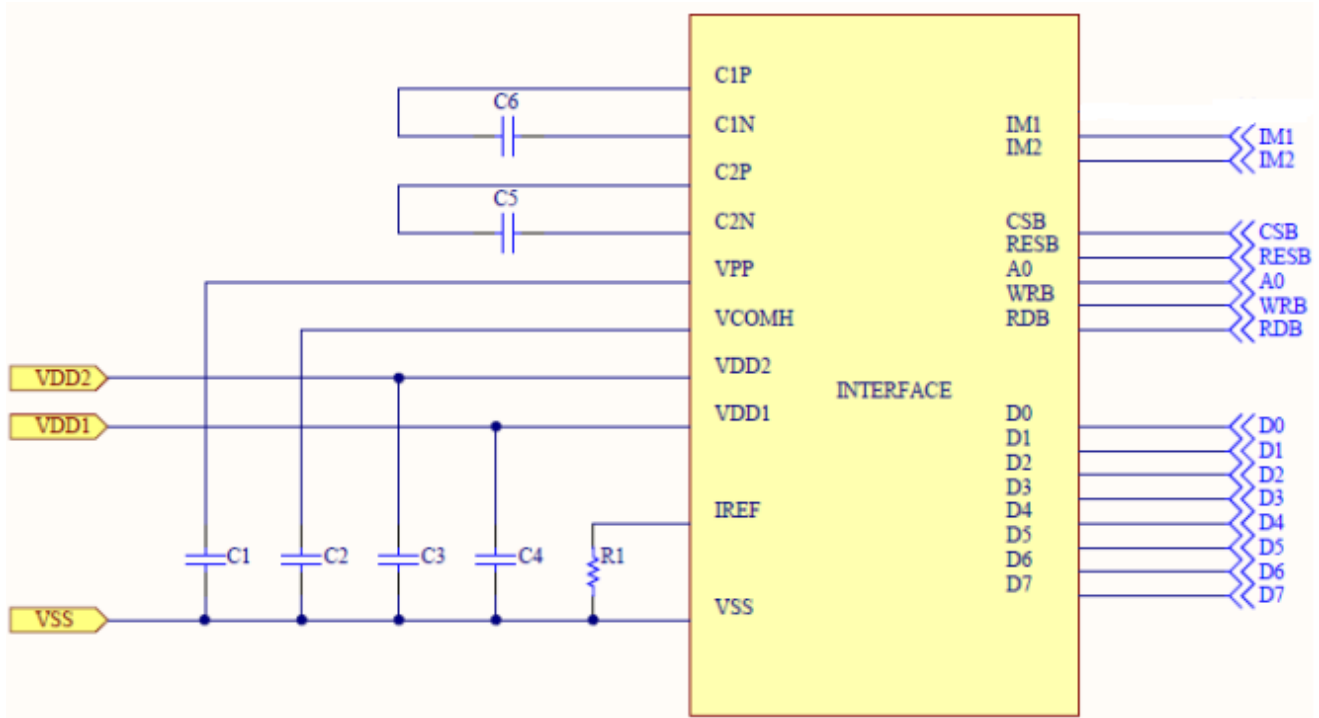 C1P
C6
C1N IM1 IM1
IM2 IM2
C2P
C5
C2N CSB CSB
RESB RESB
VPP A0 A0
WRB WRB
VCOMH RDB RDB
VDD2 VDD2
INTERFACE
VDD1 VDD1 D0 D0
D1 D1
D2 D2
D3 D3
IREF D4 D4
D5 D5
C1 C2 C3 C4 R1 D6 D6
D7 D7
VSS VSS